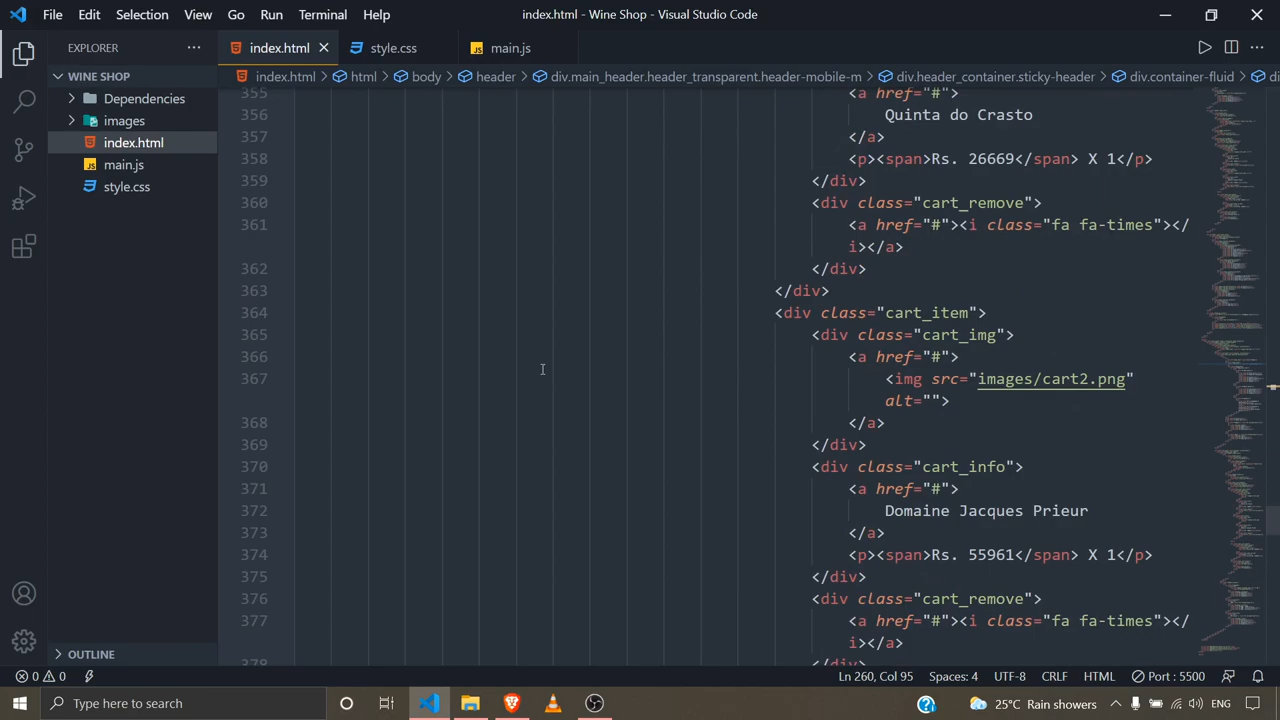 File Edit Selection View Go Run Terminal Help index.html - Wine Shop - Visual Studio Code
EXPLORER ··· index.html style.css main.js
WINE SHOP index.html > html > body > header > div.main_header.header_transparent.header-mobile-m > div.header_container.sticky-header > div.container-fluid > di
Dependencies
images
index.html
main.js
style.css
355 <a href="#">
356 Quinta do Crasto
357 </a>
358 <p><span>Rs. 26669</span> X 1</p>
359 </div>
360 <div class="cart_remove">
361 <a href="#"><i class="fa fa-times"></
i></a>
362 </div>
363 </div>
364 <div class="cart_item">
365 <div class="cart_img">
366 <a href="#">
367 <img src="images/cart2.png"
alt="">
368 </a>
369 </div>
370 <div class="cart_info">
371 <a href="#">
372 Domaine Jacques Prieur
373 </a>
374 <p><span>Rs. 55961</span> X 1</p>
375 </div>
376 <div class="cart_remove">
377 <a href="#"><i class="fa fa-times"></
i></a>
378 </div>
OUTLINE
0 0 Ln 260, Col 95 Spaces: 4 UTF-8 CRLF HTML Port : 5500
Type here to search 25°C Rain showers ENG